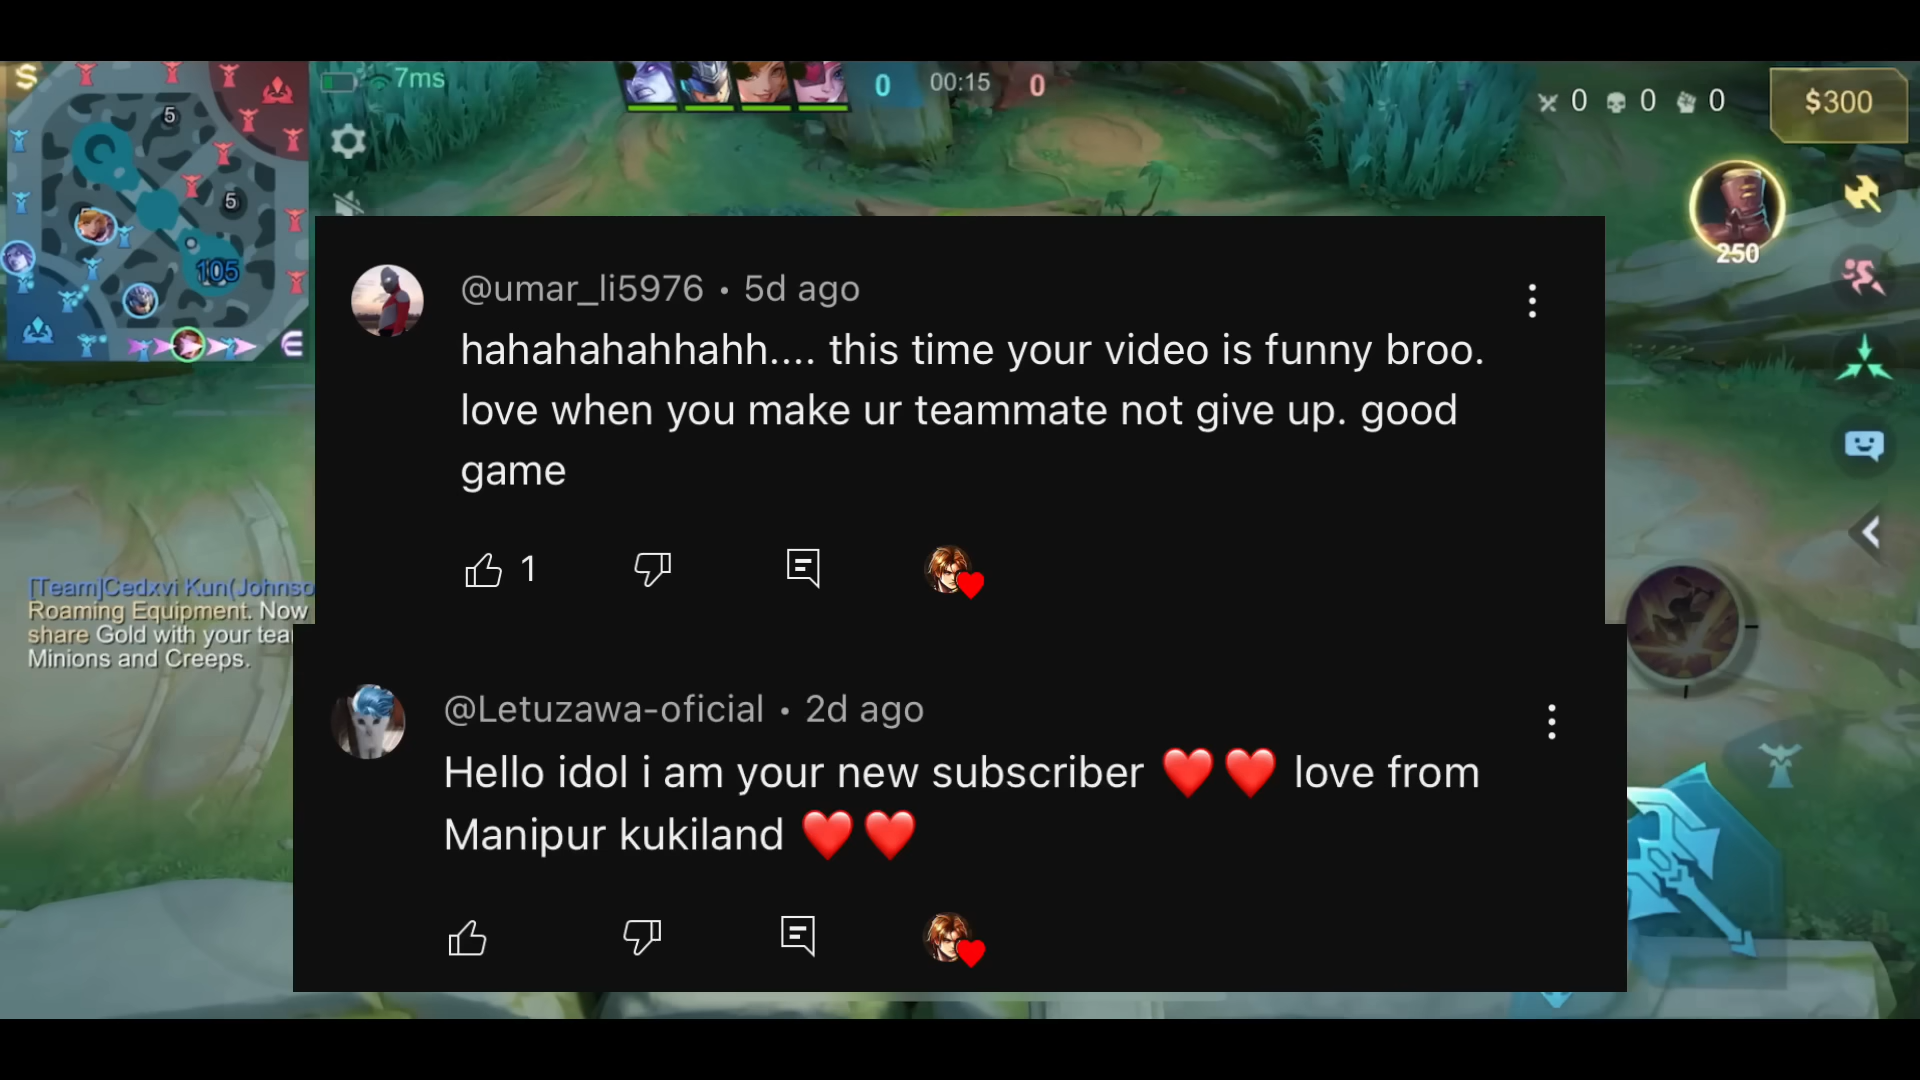 7ms
0
00:15
0
0
0
0
$300
5
5
105
250
@umar_li5976 • 5d ago
hahahahahhahh.... this time your video is funny broo.
love when you make ur teammate not give up. good
game
1
[Team]Cedxvi Kun(Johnso
Roaming Equipment. Now
share Gold with your tea
Minions and Creeps.
@Letuzawa-oficial • 2d ago
Hello idol i am your new subscriber ❤️❤️ love from
Manipur kukiland ❤️❤️